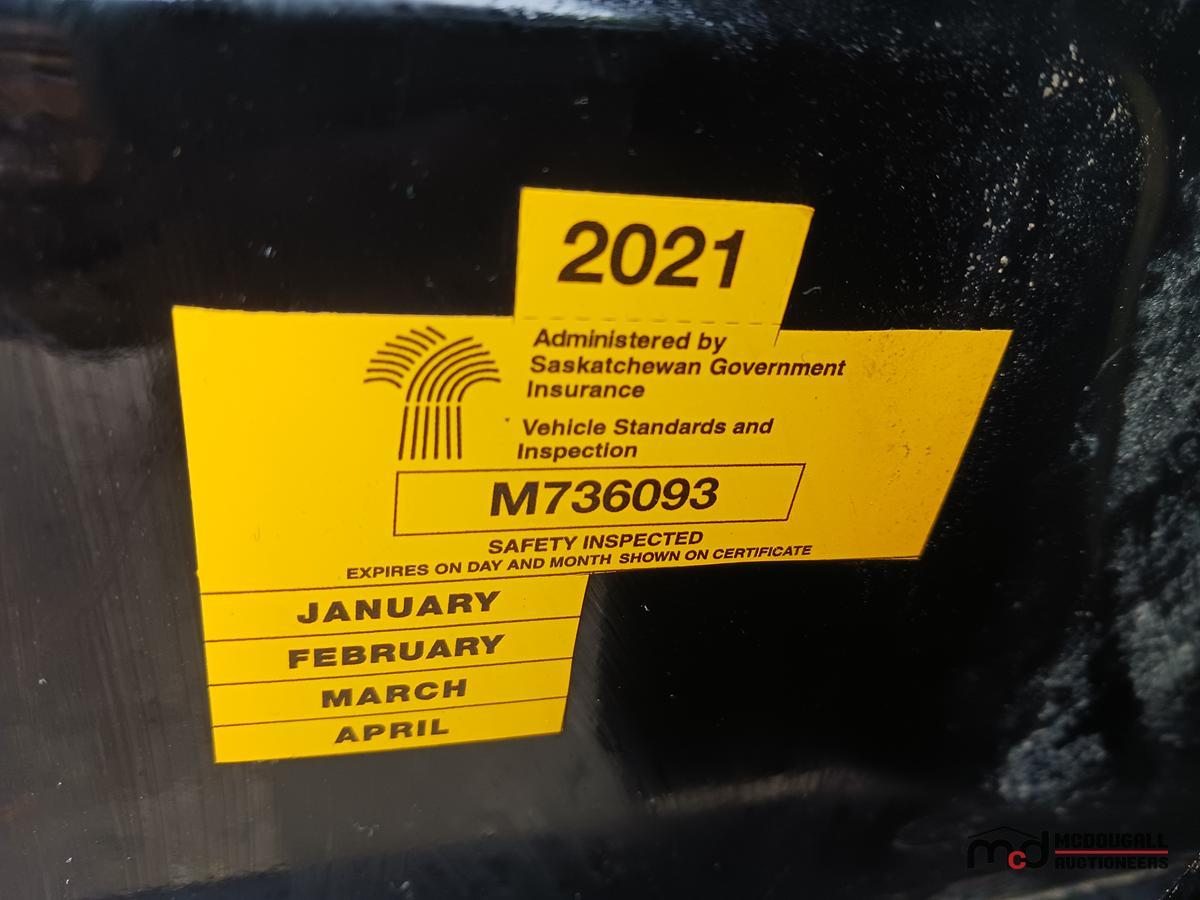 2021
Administered by
Saskatchewan Government
Insurance
Vehicle Standards and
Inspection
M736093
SAFETY INSPECTED
EXPIRES ON DAY AND MONTH SHOWN ON CERTIFICATE
JANUARY
FEBRUARY
MARCH
APRIL
mcd MCDOUGALL
AUCTIONEERS